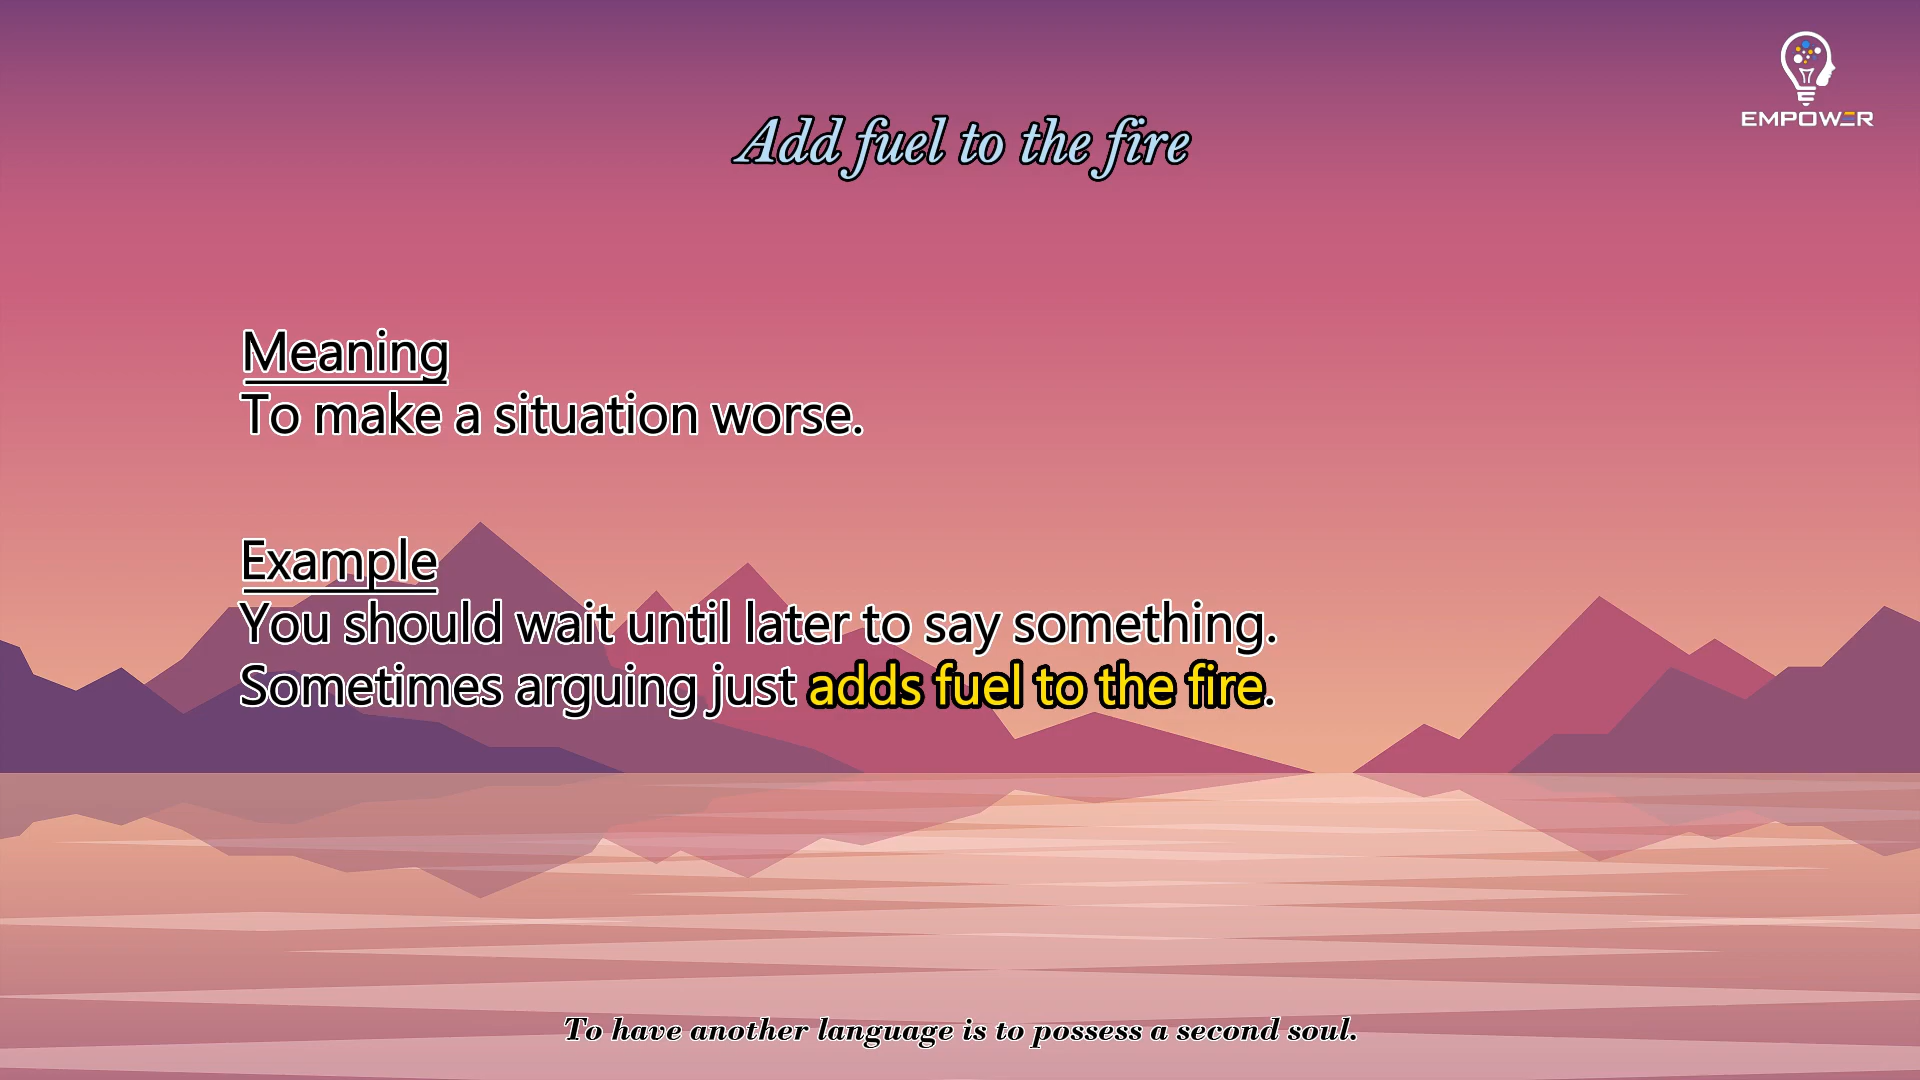 EMPOWER
Add fuel to the fire
Meaning
To make a situation worse.
Example
You should wait until later to say something.
Sometimes arguing just adds fuel to the fire.
To have another language is to possess a second soul.